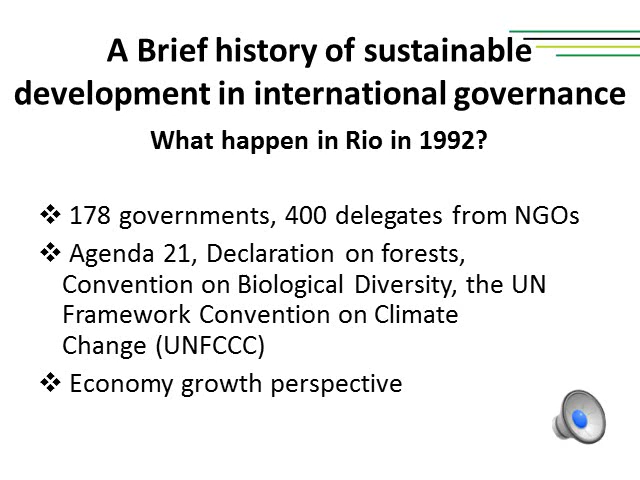 A Brief history of sustainable
development in international governance
What happen in Rio in 1992?
❖ 178 governments, 400 delegates from NGOs
❖ Agenda 21, Declaration on forests,
Convention on Biological Diversity, the UN
Framework Convention on Climate
Change (UNFCCC)
❖ Economy growth perspective